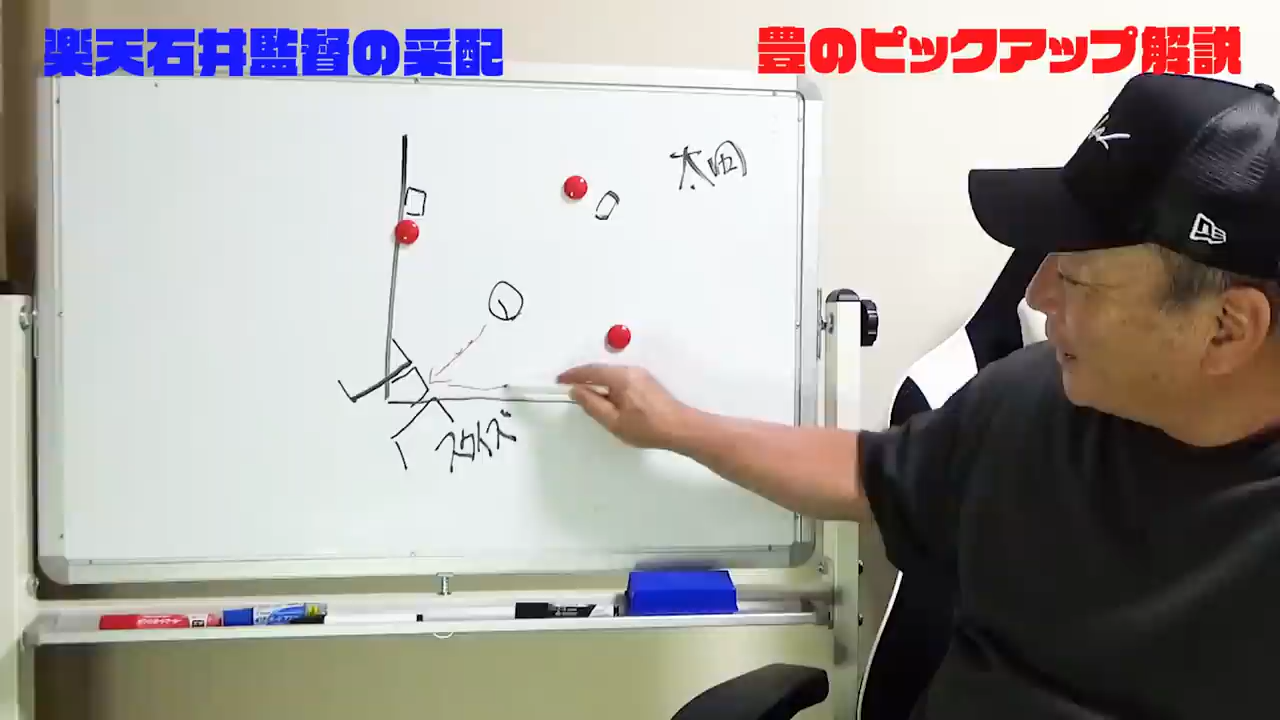 楽天石井監督の采配
豊のピックアップ解説
太田
スクイズ